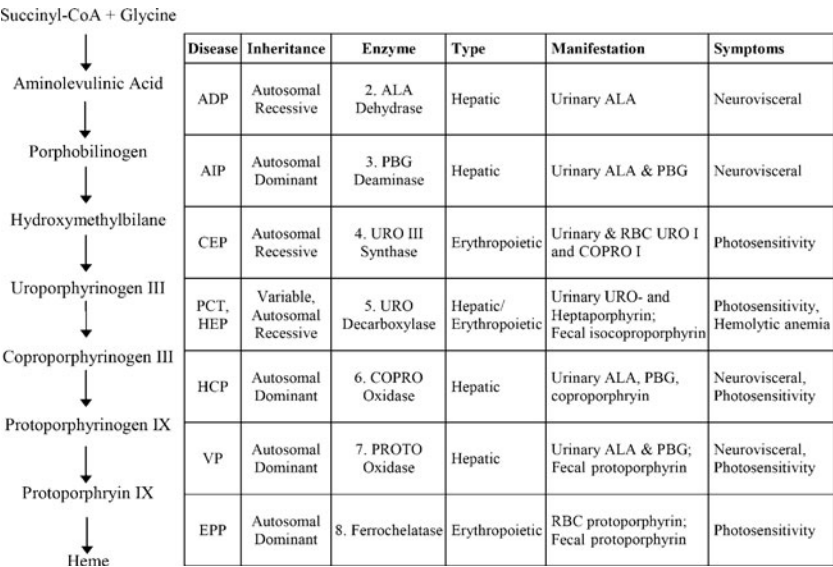 Succinyl-CoA + Glycine
Aminolevulinic Acid
Porphobilinogen
Hydroxymethylbilane
Uroporphyrinogen III
Coproporphyrinogen III
Protoporphyrinogen IX
Protoporphryin IX
Heme
Disease Inheritance Enzyme Type Manifestation Symptoms
ADP Autosomal Recessive 2. ALA Dehydrase Hepatic Urinary ALA Neurovisceral
AIP Autosomal Dominant 3. PBG Deaminase Hepatic Urinary ALA & PBG Neurovisceral
CEP Autosomal Recessive 4. URO III Synthase Erythropoietic Urinary & RBC URO I and COPRO I Photosensitivity
PCT, HEP Variable, Autosomal Recessive 5. URO Decarboxylase Hepatic/ Erythropoietic Urinary URO- and Heptaporphyrin; Fecal isocoproporphyrin Photosensitivity, Hemolytic anemia
HCP Autosomal Dominant 6. COPRO Oxidase Hepatic Urinary ALA, PBG, coproporphryin Neurovisceral, Photosensitivity
VP Autosomal Dominant 7. PROTO Oxidase Hepatic Urinary ALA & PBG; Fecal protoporphyrin Neurovisceral, Photosensitivity
EPP Autosomal Dominant 8. Ferrochelatase Erythropoietic RBC protoporphyrin; Fecal protoporphyrin Photosensitivity